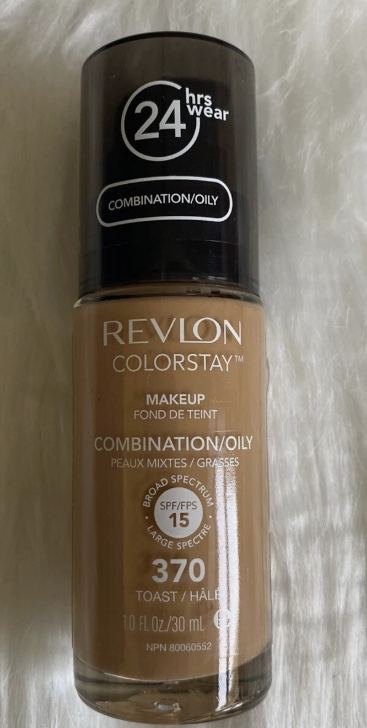 24 hrs wear
COMBINATION/OILY
REVLON
COLORSTAY™
MAKEUP
FOND DE TEINT
COMBINATION/OILY
PEAUX MIXTES / GRASSES
BROAD SPECTRUM
SPF/FPS
15
LARGE SPECTRE
370
TOAST / HÂLÉ
1.0 Fl. Oz./30 mL
NPN 80060552